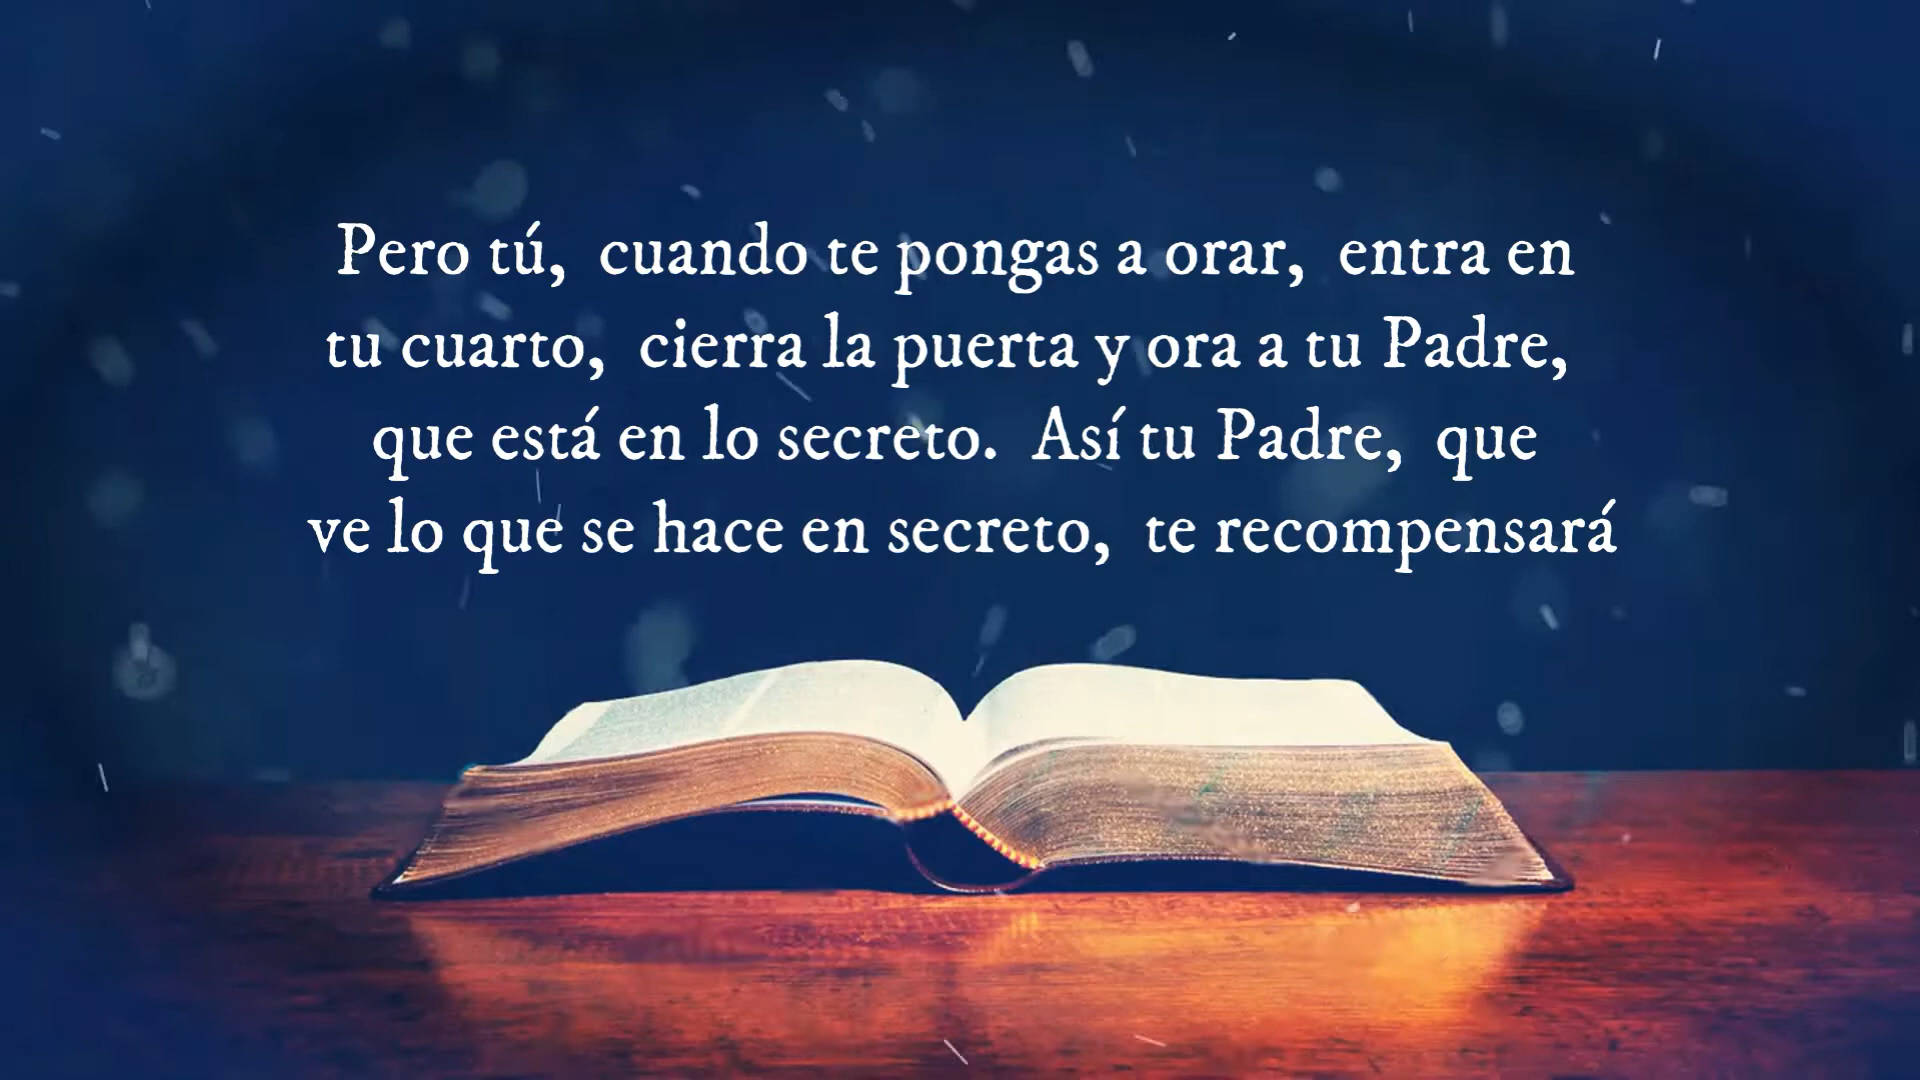 Pero tú, cuando te pongas a orar, entra en
tu cuarto, cierra la puerta y ora a tu Padre,
que está en lo secreto. Así tu Padre, que
ve lo que se hace en secreto, te recompensará